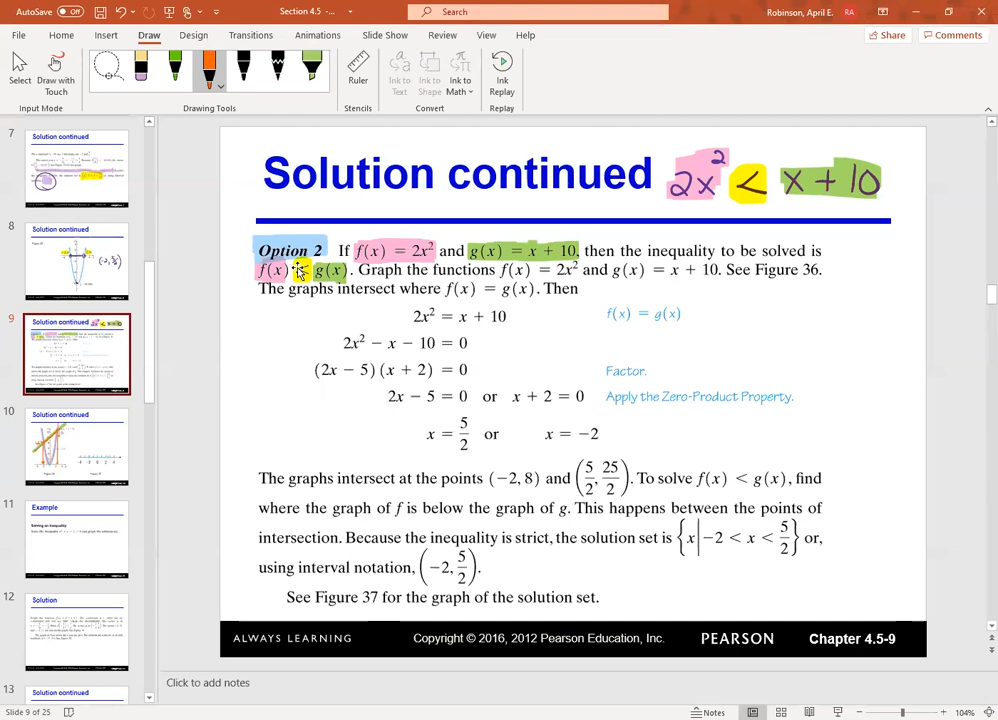 AutoSave Off Section 4.5 -... Search Robinson, April E. RA
File Home Insert Draw Design Transitions Animations Slide Show Review View Help Share Comments
Select Draw with Touch Ruler Ink to Text Ink to Shape Ink to Math Ink Replay
Input Mode Drawing Tools Stencils Convert Replay
7
Solution continued
8
Solution continued
9
Solution continued
10
Solution continued
11
Example
12
Solution
13
Solution continued
Solution continued 2x² < x + 10
Option 2 If f(x) = 2x² and g(x) = x + 10, then the inequality to be solved is
f(x) < g(x). Graph the functions f(x) = 2x² and g(x) = x + 10. See Figure 36.
The graphs intersect where f(x) = g(x). Then
2x² = x + 10 f(x) = g(x)
2x² − x − 10 = 0
(2x − 5)(x + 2) = 0 Factor.
2x − 5 = 0 or x + 2 = 0 Apply the Zero-Product Property.
x = 5/2 or x = −2
The graphs intersect at the points (−2, 8) and (5/2, 25/2). To solve f(x) < g(x), find
where the graph of f is below the graph of g. This happens between the points of
intersection. Because the inequality is strict, the solution set is {x | −2 < x < 5/2} or,
using interval notation, (−2, 5/2).
See Figure 37 for the graph of the solution set.
ALWAYS LEARNING Copyright © 2016, 2012 Pearson Education, Inc. PEARSON Chapter 4.5-9
Click to add notes
Slide 9 of 25 Notes 104%